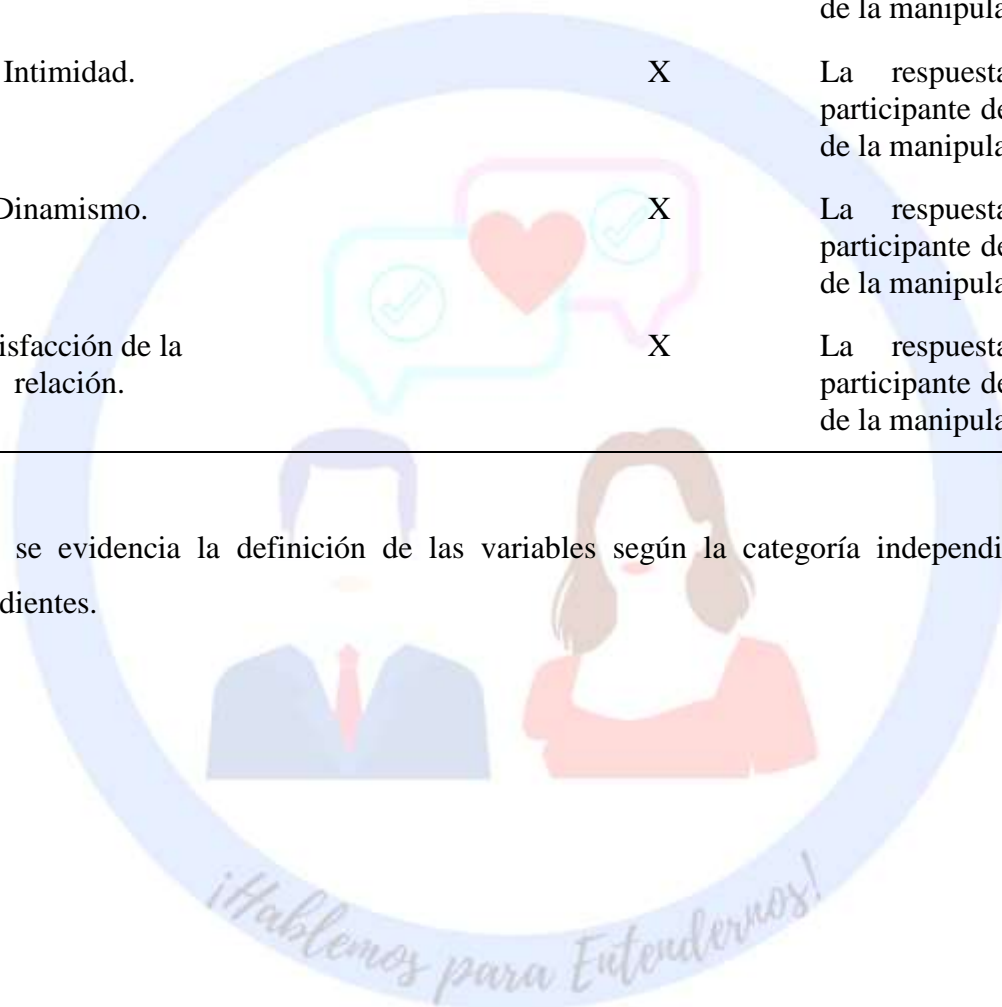 de la manipula
Intimidad. X La respuesta
participante de
de la manipula
Dinamismo. X La respuesta
participante de
de la manipula
isfacción de la X La respuesta
relación. participante de
de la manipula
se evidencia la definición de las variables según la categoría independi
dientes.
¡Hablemos para Entendernos!